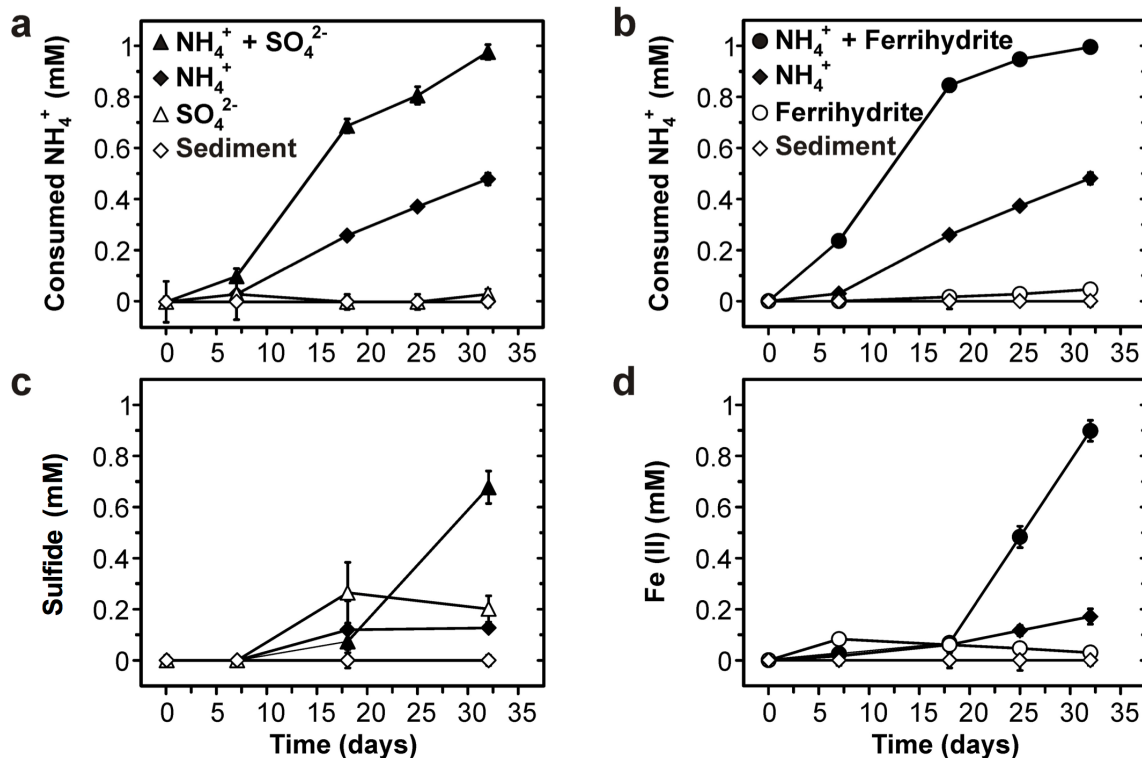 a
Consumed NH₄⁺ (mM)
1
0.8
0.6
0.4
0.2
0
NH₄⁺ + SO₄²⁻
NH₄⁺
SO₄²⁻
Sediment
0 5 10 15 20 25 30 35
b
Consumed NH₄⁺ (mM)
1
0.8
0.6
0.4
0.2
0
NH₄⁺ + Ferrihydrite
NH₄⁺
Ferrihydrite
Sediment
0 5 10 15 20 25 30 35
c
Sulfide (mM)
1
0.8
0.6
0.4
0.2
0
0 5 10 15 20 25 30 35
Time (days)
d
Fe (II) (mM)
1
0.8
0.6
0.4
0.2
0
0 5 10 15 20 25 30 35
Time (days)